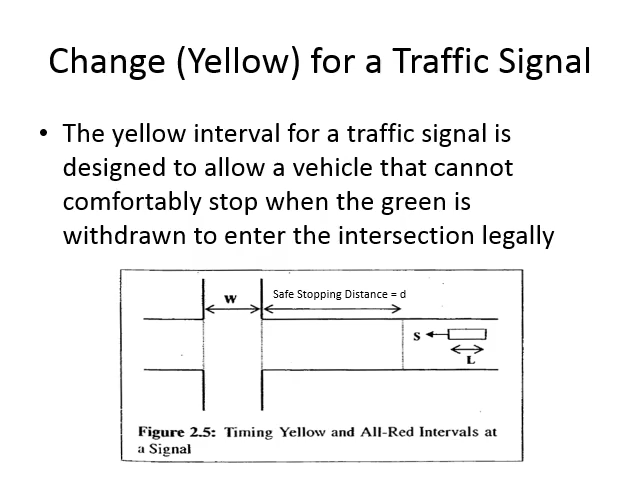 Change (Yellow) for a Traffic Signal
• The yellow interval for a traffic signal is
designed to allow a vehicle that cannot
comfortably stop when the green is
withdrawn to enter the intersection legally
W
Safe Stopping Distance = d
S
L
Figure 2.5: Timing Yellow and All-Red Intervals at
a Signal